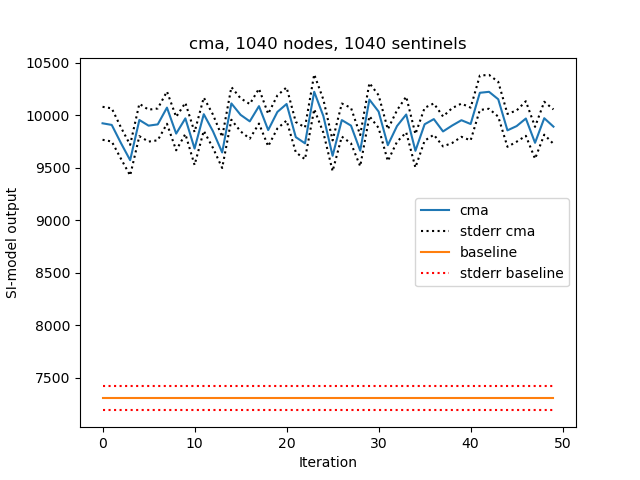 cma, 1040 nodes, 1040 sentinels
10500
10000
9500
9000
8500
8000
7500
SI-model output
cma
stderr cma
baseline
stderr baseline
0 10 20 30 40 50
Iteration